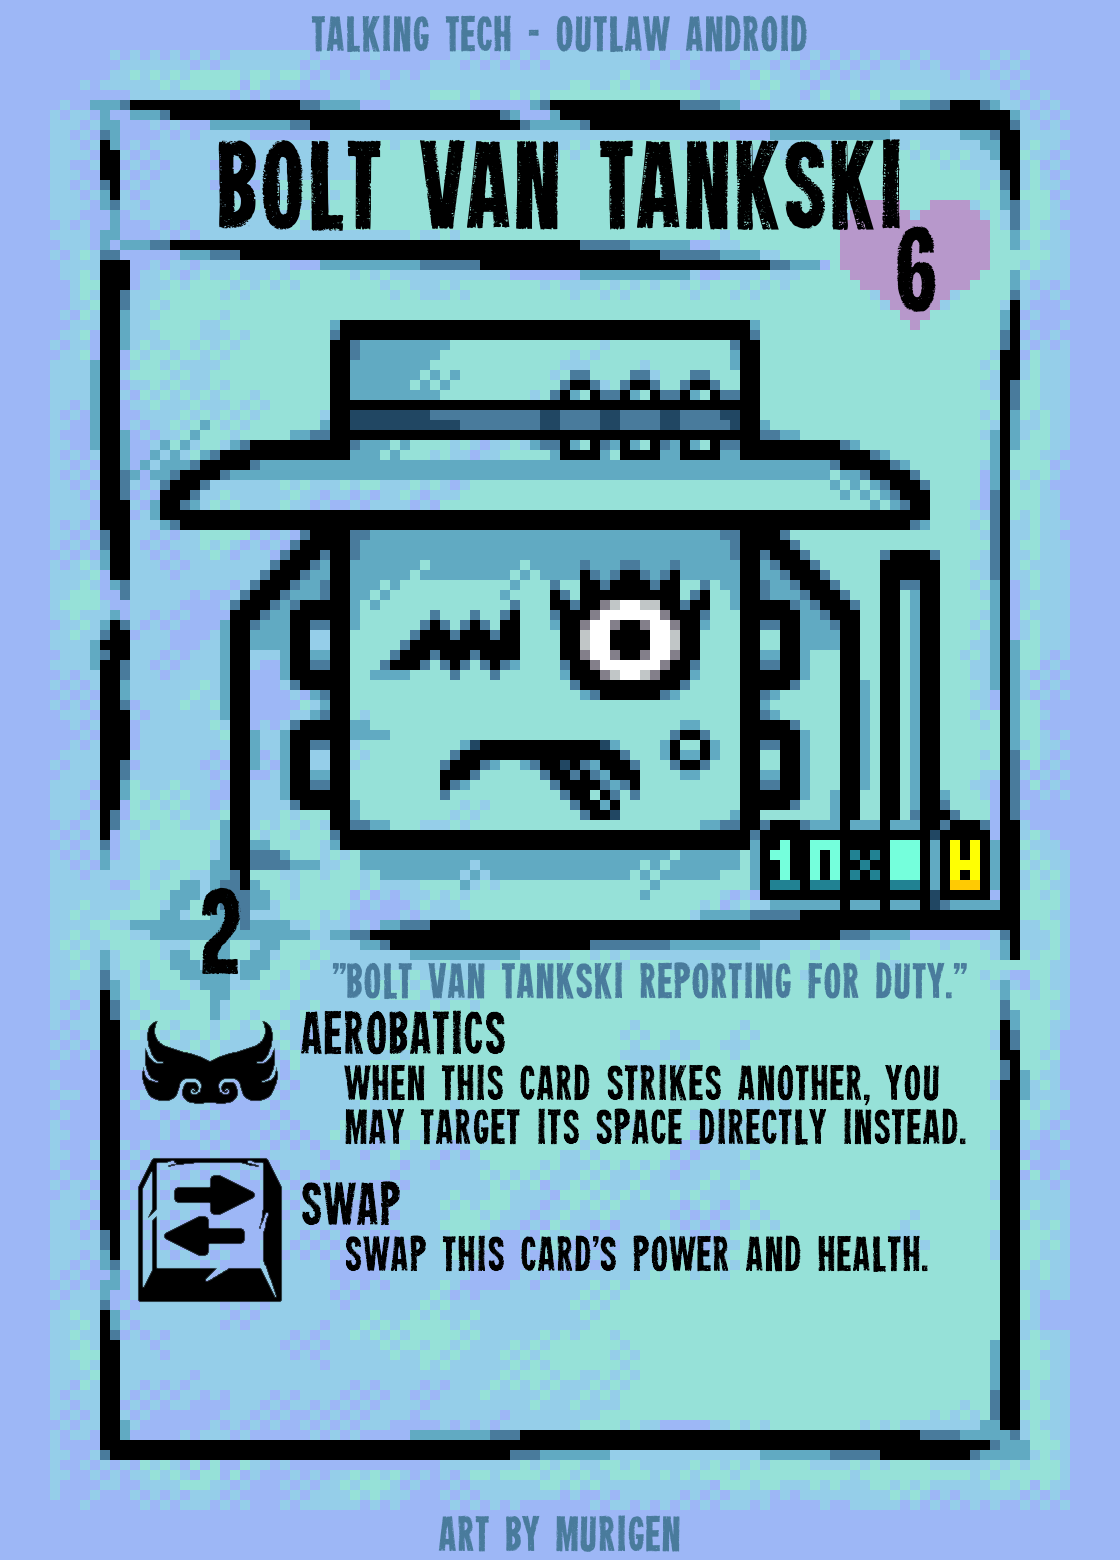 TALKING TECH - OUTLAW ANDROID
BOLT VAN TANKSKI
6
10×
2
"BOLT VAN TANKSKI REPORTING FOR DUTY."
AEROBATICS
WHEN THIS CARD STRIKES ANOTHER, YOU
MAY TARGET ITS SPACE DIRECTLY INSTEAD.
SWAP
SWAP THIS CARD'S POWER AND HEALTH.
ART BY MURIGEN